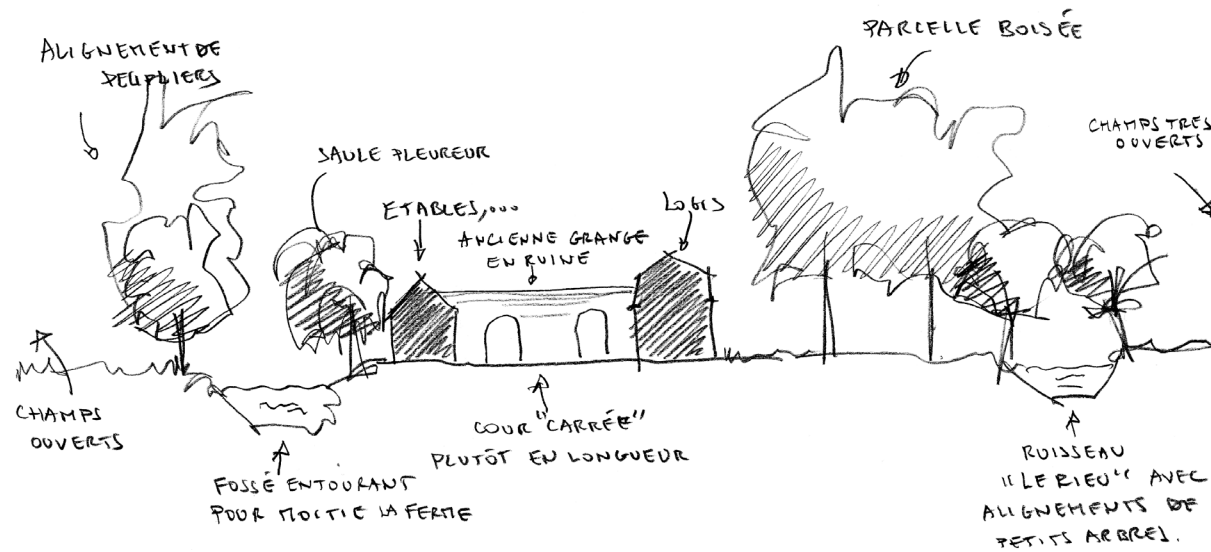 ALIGNEMENT DE
PEUPLIERS
SAULE PLEUREUR
ETABLES,...
ANCIENNE GRANGE
EN RUINE
LOGIS
PARCELLE BOISÉE
CHAMPS TRES
OUVERTS
CHAMPS
OUVERTS
FOSSÉ ENTOURANT
POUR MOITIE LA FERME
COUR "CARRÉE"
PLUTÔT EN LONGUEUR
RUISSEAU
"LE RIEU" AVEC
ALIGNEMENTS DE
PETITS ARBRES.